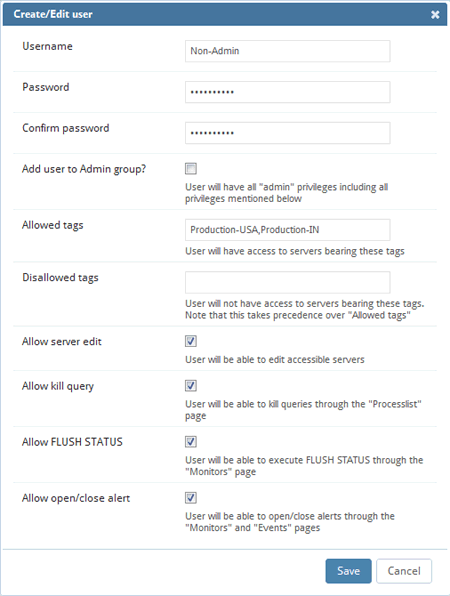 Create/Edit user
Username
Non-Admin
Password
••••••••••
Confirm password
••••••••••
Add user to Admin group?
User will have all "admin" privileges including all
privileges mentioned below
Allowed tags
Production-USA,Production-IN
User will have access to servers bearing these tags
Disallowed tags
User will not have access to servers bearing these tags.
Note that this takes precedence over "Allowed tags"
Allow server edit
User will be able to edit accessible servers
Allow kill query
User will be able to kill queries through the "Processlist"
page
Allow FLUSH STATUS
User will be able to execute FLUSH STATUS through the
"Monitors" page
Allow open/close alert
User will be able to open/close alerts through the
"Monitors" and "Events" pages
Save Cancel